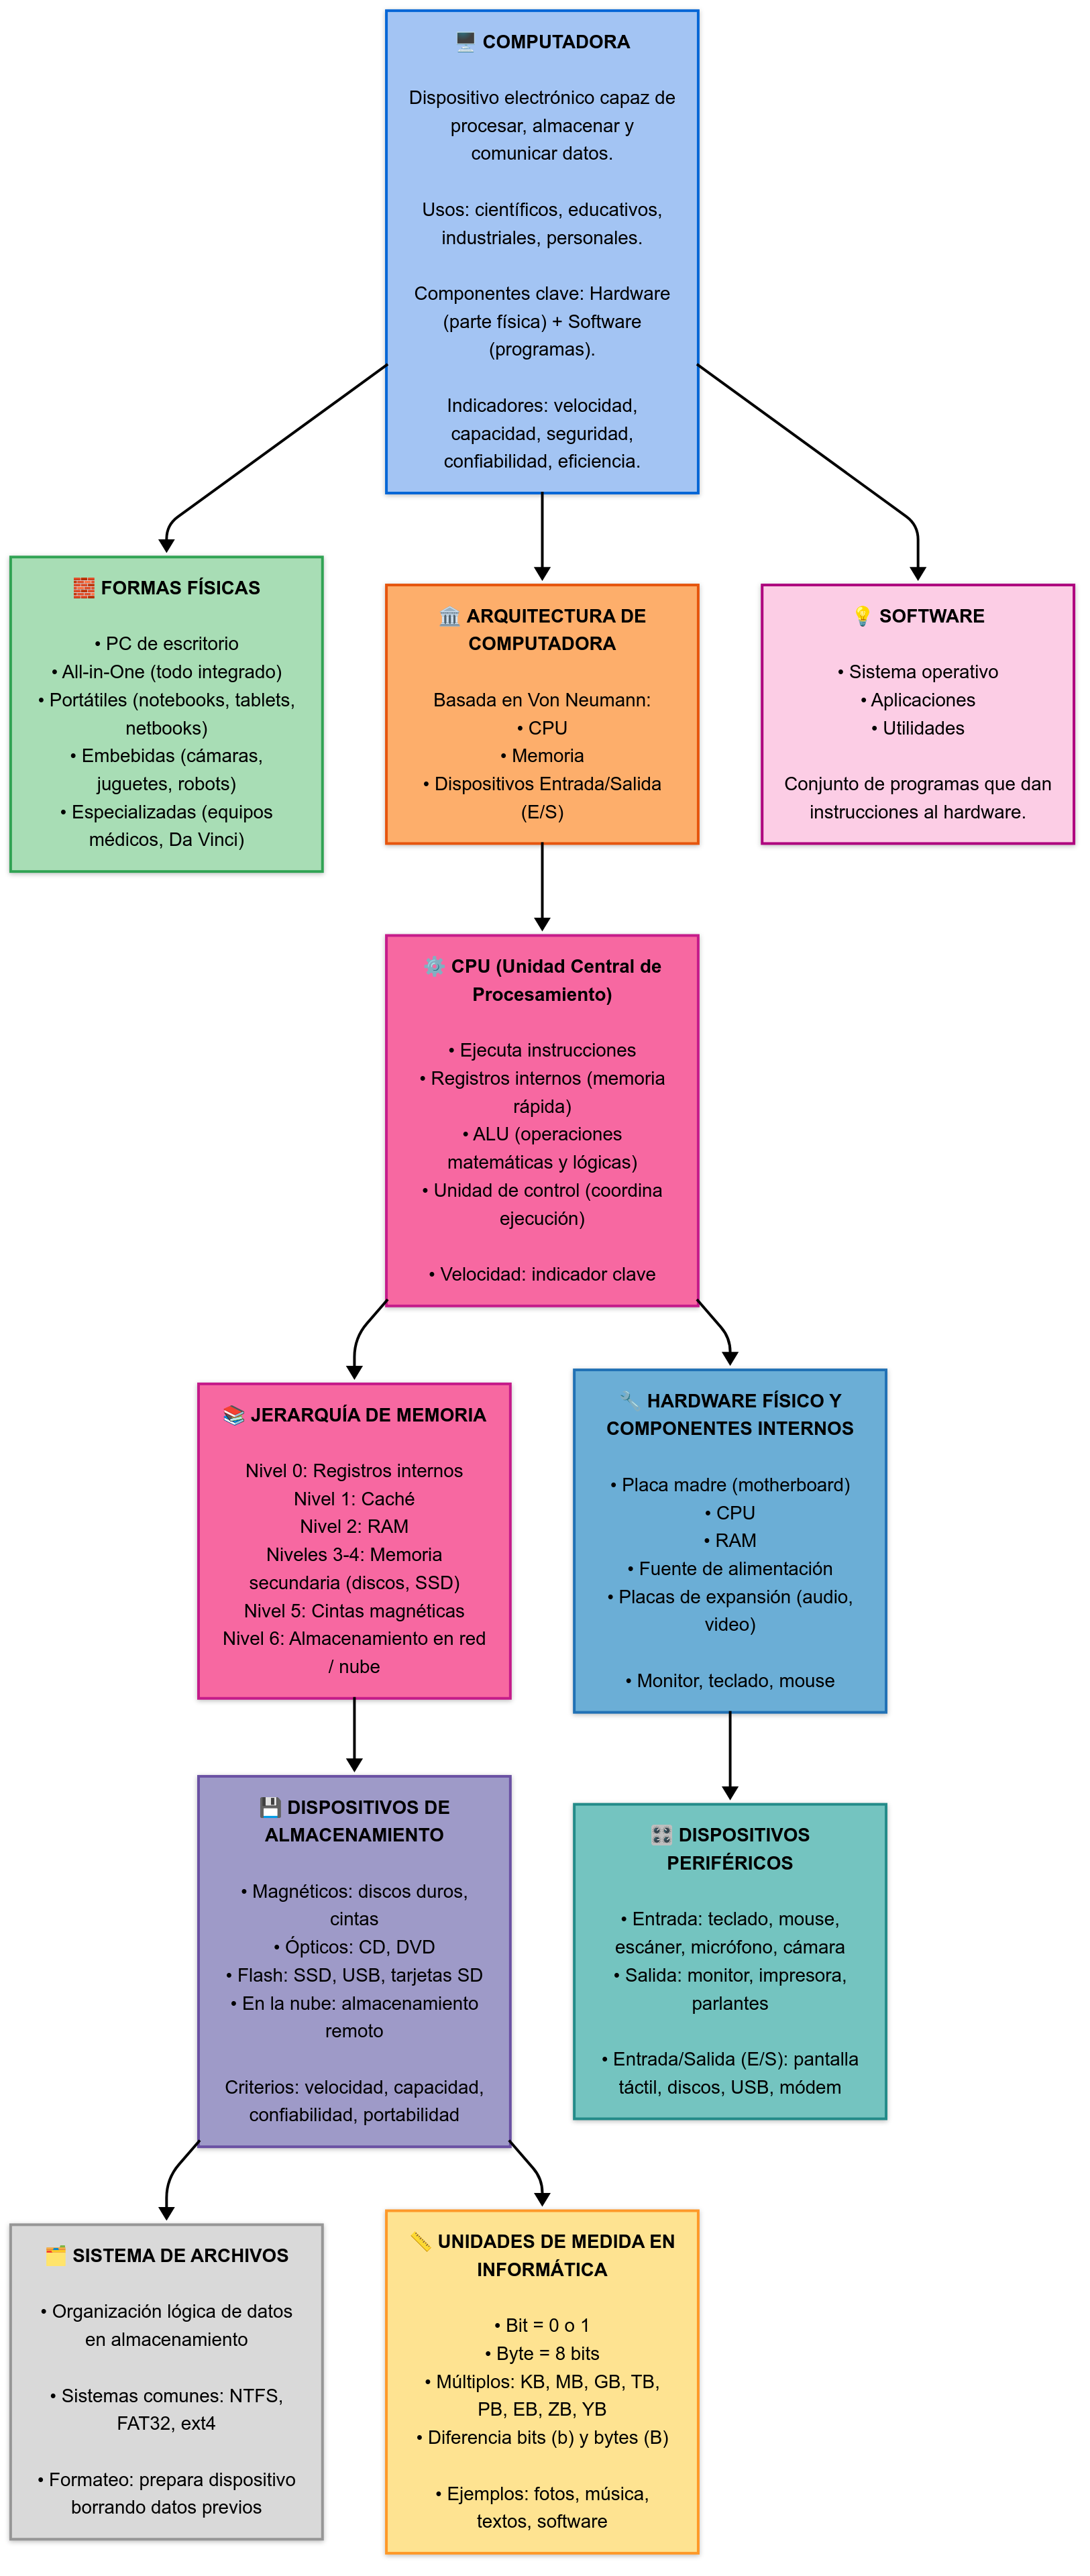 🖥️ COMPUTADORA
Dispositivo electrónico capaz de
procesar, almacenar y
comunicar datos.
Usos: científicos, educativos,
industriales, personales.
Componentes clave: Hardware
(parte física) + Software
(programas).
Indicadores: velocidad,
capacidad, seguridad,
confiabilidad, eficiencia.
🧱 FORMAS FÍSICAS
• PC de escritorio
• All-in-One (todo integrado)
• Portátiles (notebooks, tablets,
netbooks)
• Embebidas (cámaras,
juguetes, robots)
• Especializadas (equipos
médicos, Da Vinci)
🏛️ ARQUITECTURA DE
COMPUTADORA
Basada en Von Neumann:
• CPU
• Memoria
• Dispositivos Entrada/Salida
(E/S)
💡 SOFTWARE
• Sistema operativo
• Aplicaciones
• Utilidades
Conjunto de programas que dan
instrucciones al hardware.
⚙️ CPU (Unidad Central de
Procesamiento)
• Ejecuta instrucciones
• Registros internos (memoria
rápida)
• ALU (operaciones
matemáticas y lógicas)
• Unidad de control (coordina
ejecución)
• Velocidad: indicador clave
📚 JERARQUÍA DE MEMORIA
Nivel 0: Registros internos
Nivel 1: Caché
Nivel 2: RAM
Niveles 3-4: Memoria
secundaria (discos, SSD)
Nivel 5: Cintas magnéticas
Nivel 6: Almacenamiento en red
/ nube
🔧 HARDWARE FÍSICO Y
COMPONENTES INTERNOS
• Placa madre (motherboard)
• CPU
• RAM
• Fuente de alimentación
• Placas de expansión (audio,
video)
• Monitor, teclado, mouse
💾 DISPOSITIVOS DE
ALMACENAMIENTO
• Magnéticos: discos duros,
cintas
• Ópticos: CD, DVD
• Flash: SSD, USB, tarjetas SD
• En la nube: almacenamiento
remoto
Criterios: velocidad, capacidad,
confiabilidad, portabilidad
🎛️ DISPOSITIVOS
PERIFÉRICOS
• Entrada: teclado, mouse,
escáner, micrófono, cámara
• Salida: monitor, impresora,
parlantes
• Entrada/Salida (E/S): pantalla
táctil, discos, USB, módem
🗂️ SISTEMA DE ARCHIVOS
• Organización lógica de datos
en almacenamiento
• Sistemas comunes: NTFS,
FAT32, ext4
• Formateo: prepara dispositivo
borrando datos previos
📏 UNIDADES DE MEDIDA EN
INFORMÁTICA
• Bit = 0 o 1
• Byte = 8 bits
• Múltiplos: KB, MB, GB, TB,
PB, EB, ZB, YB
• Diferencia bits (b) y bytes (B)
• Ejemplos: fotos, música,
textos, software